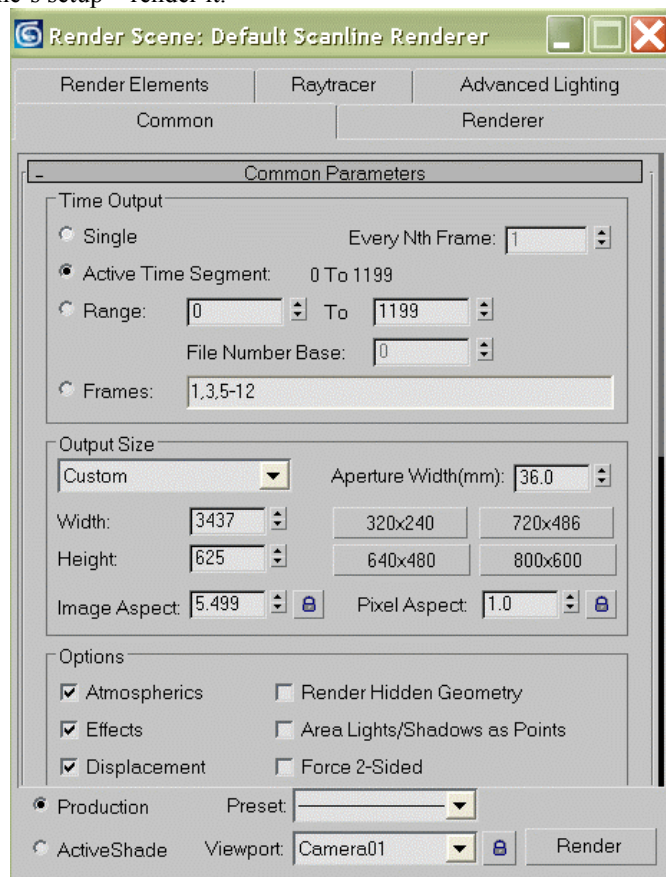 e's setup – render it.
Render Scene: Default Scanline Renderer
Render Elements Raytracer Advanced Lighting
Common Renderer
- Common Parameters
Time Output
Single Every Nth Frame: 1
Active Time Segment: 0 To 1199
Range: 0 To 1199
File Number Base: 0
Frames: 1,3,5-12
Output Size
Custom Aperture Width(mm): 36.0
Width: 3437 320x240 720x486
Height: 625 640x480 800x600
Image Aspect: 5.499 Pixel Aspect: 1.0
Options
Atmospherics Render Hidden Geometry
Effects Area Lights/Shadows as Points
Displacement Force 2-Sided
Production Preset:
ActiveShade Viewport: Camera01 Render